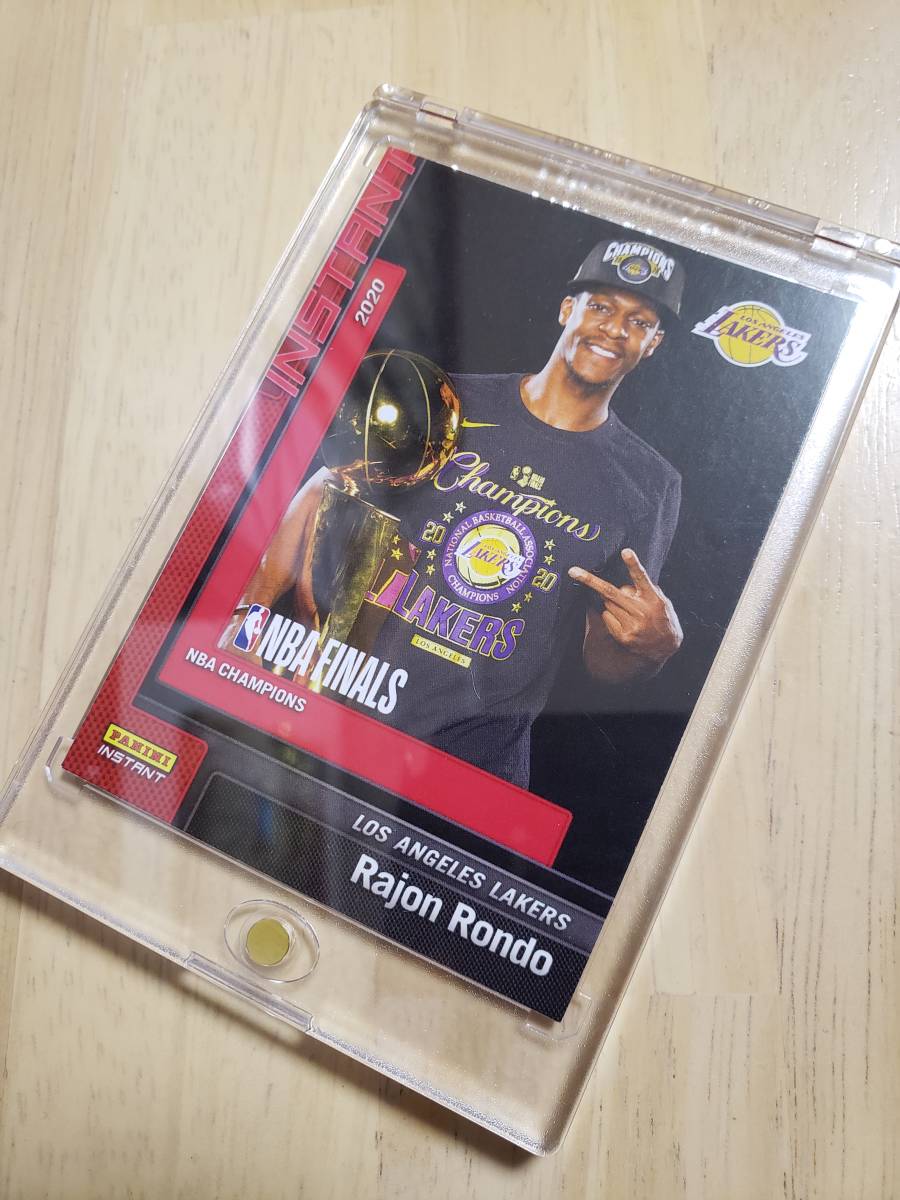 INSTANT
2020
CHAMPIONS
LOS ANGELES
LAKERS
Champions
20 20
NATIONAL BASKETBALL ASSOCIATION
LAKERS
CHAMPIONS
LAKERS
LOS ANGELES
NBA FINALS
NBA CHAMPIONS
PANINI
INSTANT
LOS ANGELES LAKERS
Rajon Rondo